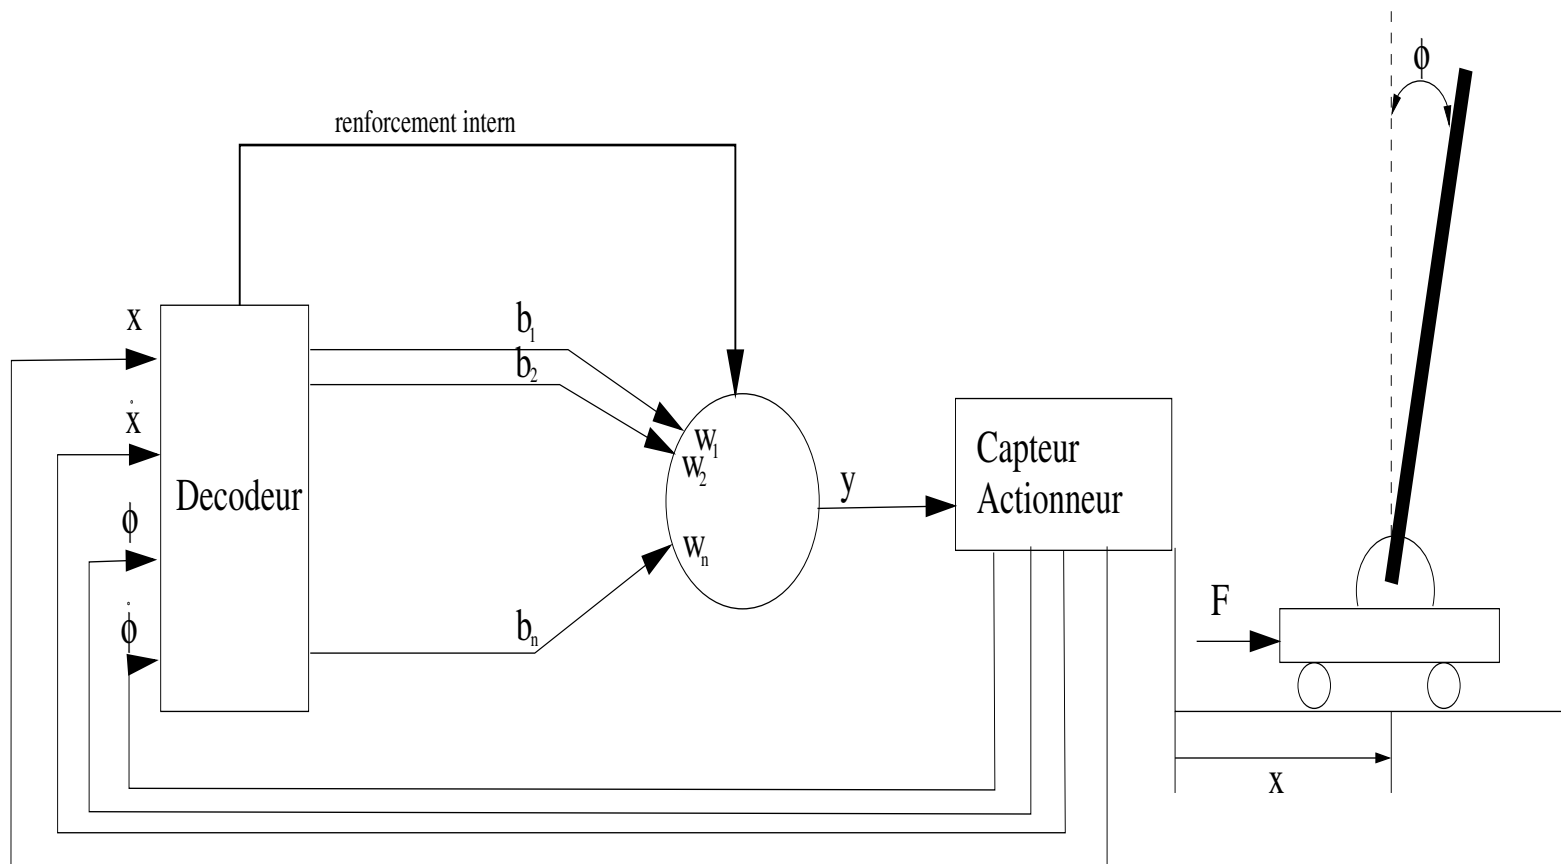 ϕ
renforcement intern
x
b1
b2
ẋ
w1
w2
Capteur
Actionneur
Decodeur
y
ϕ
wn
F
ϕ̇
bn
x